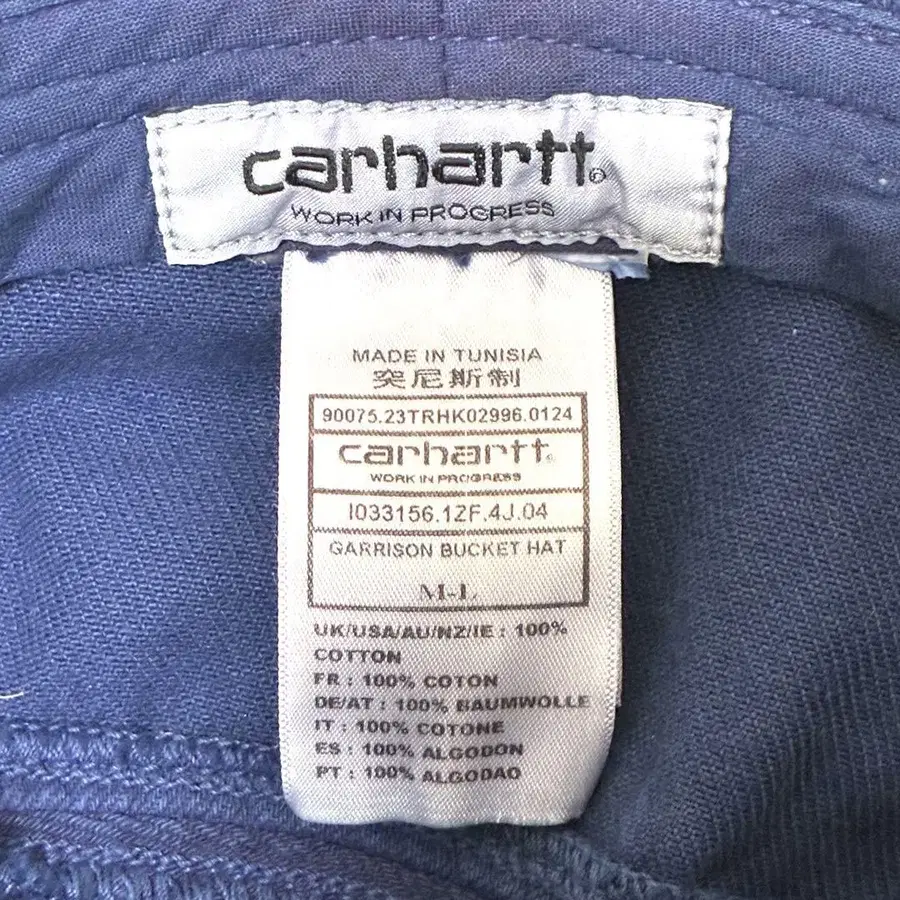 carhartt®
WORK IN PROGRESS
MADE IN TUNISIA
突尼斯制
90075.23TRHK02996.0124
carhartt®
WORK IN PROGRESS
I033156.1ZF.4J.04
GARRISON BUCKET HAT
M-L
UK/USA/AU/NZ/IE : 100%
COTTON
FR : 100% COTON
DE/AT : 100% BAUMWOLLE
IT : 100% COTONE
ES : 100% ALGODON
PT : 100% ALGODAO